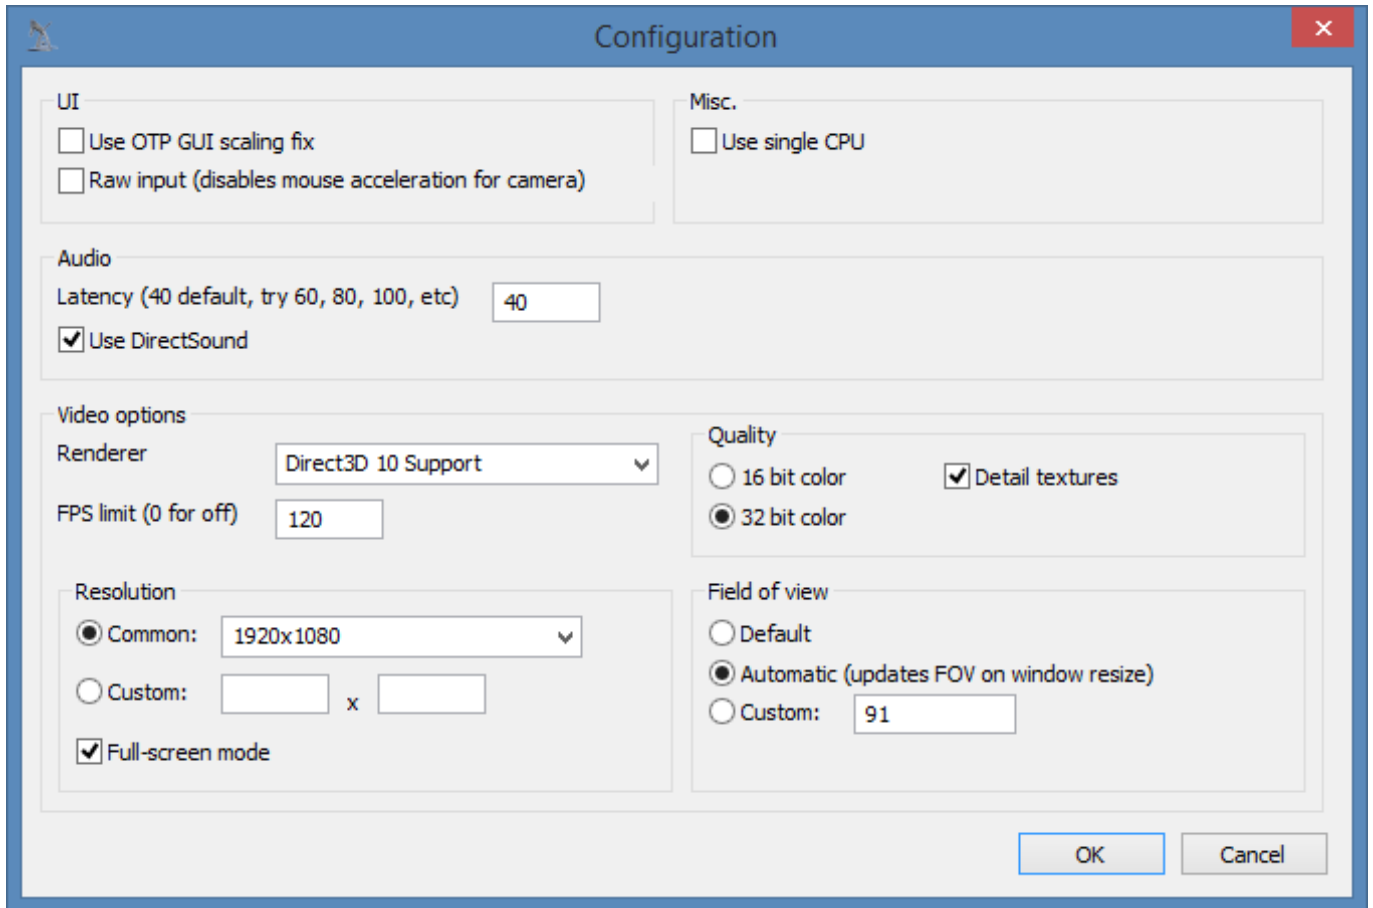 Configuration
UI
Use OTP GUI scaling fix
Raw input (disables mouse acceleration for camera)
Misc.
Use single CPU
Audio
Latency (40 default, try 60, 80, 100, etc)
40
Use DirectSound
Video options
Renderer
Direct3D 10 Support
FPS limit (0 for off)
120
Quality
16 bit color
Detail textures
32 bit color
Resolution
Common:
1920x1080
Custom:
x
Full-screen mode
Field of view
Default
Automatic (updates FOV on window resize)
Custom:
91
OK
Cancel